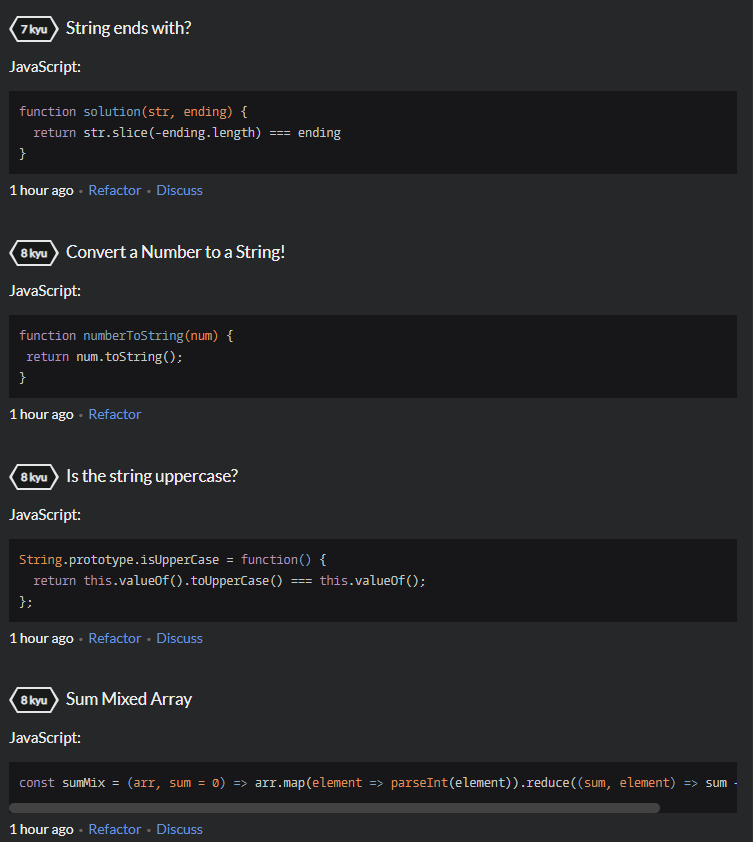 7 kyu String ends with?
JavaScript:
function solution(str, ending) {
  return str.slice(-ending.length) === ending
}
1 hour ago • Refactor • Discuss
8 kyu Convert a Number to a String!
JavaScript:
function numberToString(num) {
 return num.toString();
}
1 hour ago • Refactor
8 kyu Is the string uppercase?
JavaScript:
String.prototype.isUpperCase = function() {
  return this.valueOf().toUpperCase() === this.valueOf();
};
1 hour ago • Refactor • Discuss
8 kyu Sum Mixed Array
JavaScript:
const sumMix = (arr, sum = 0) => arr.map(element => parseInt(element)).reduce((sum, element) => sum
1 hour ago • Refactor • Discuss